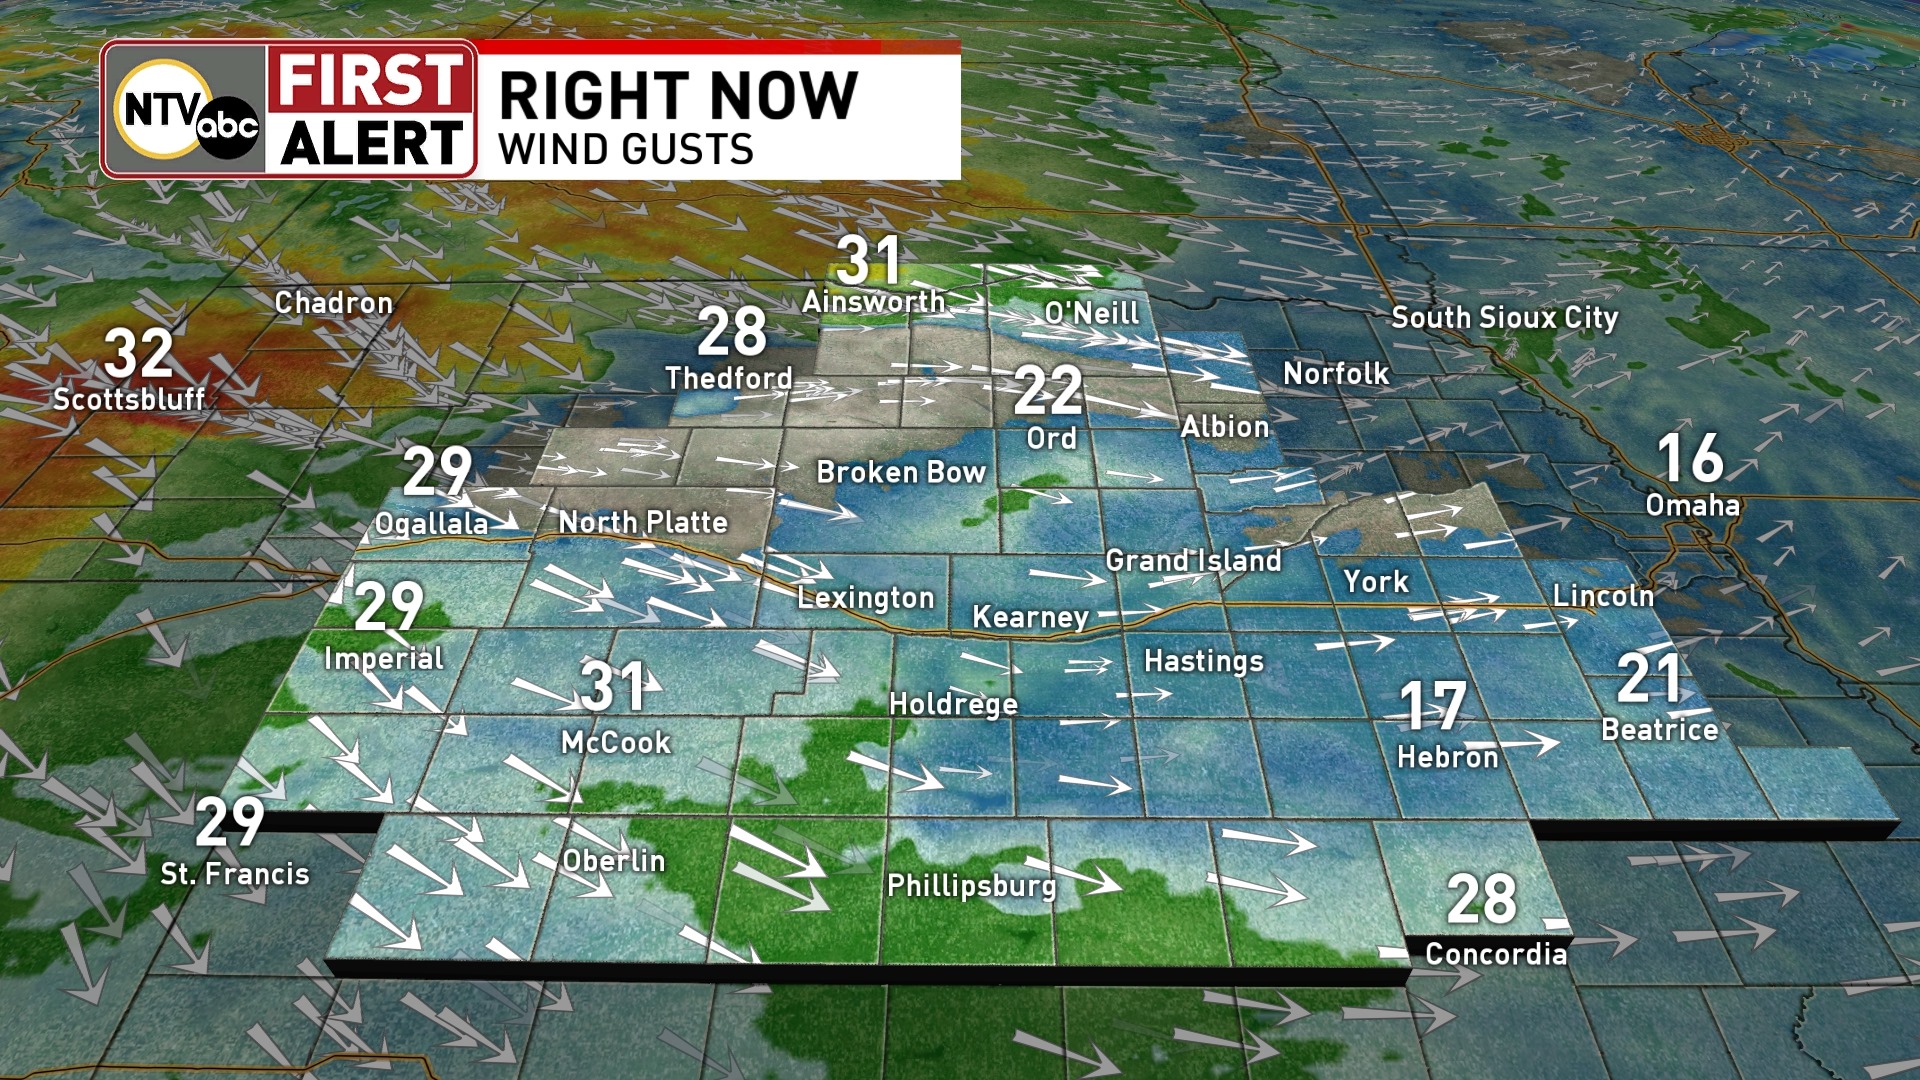 NTV
abc
FIRST
ALERT
RIGHT NOW
WIND GUSTS
31
Ainsworth
Chadron
O'Neill
28
Thedford
South Sioux City
32
Scottsbluff
22
Ord
Norfolk
Albion
29
Ogallala
Broken Bow
16
Omaha
North Platte
Grand Island
29
Imperial
Lexington
Kearney
York
Lincoln
31
McCook
Holdrege
Hastings
17
Hebron
21
Beatrice
29
St. Francis
Oberlin
Phillipsburg
28
Concordia